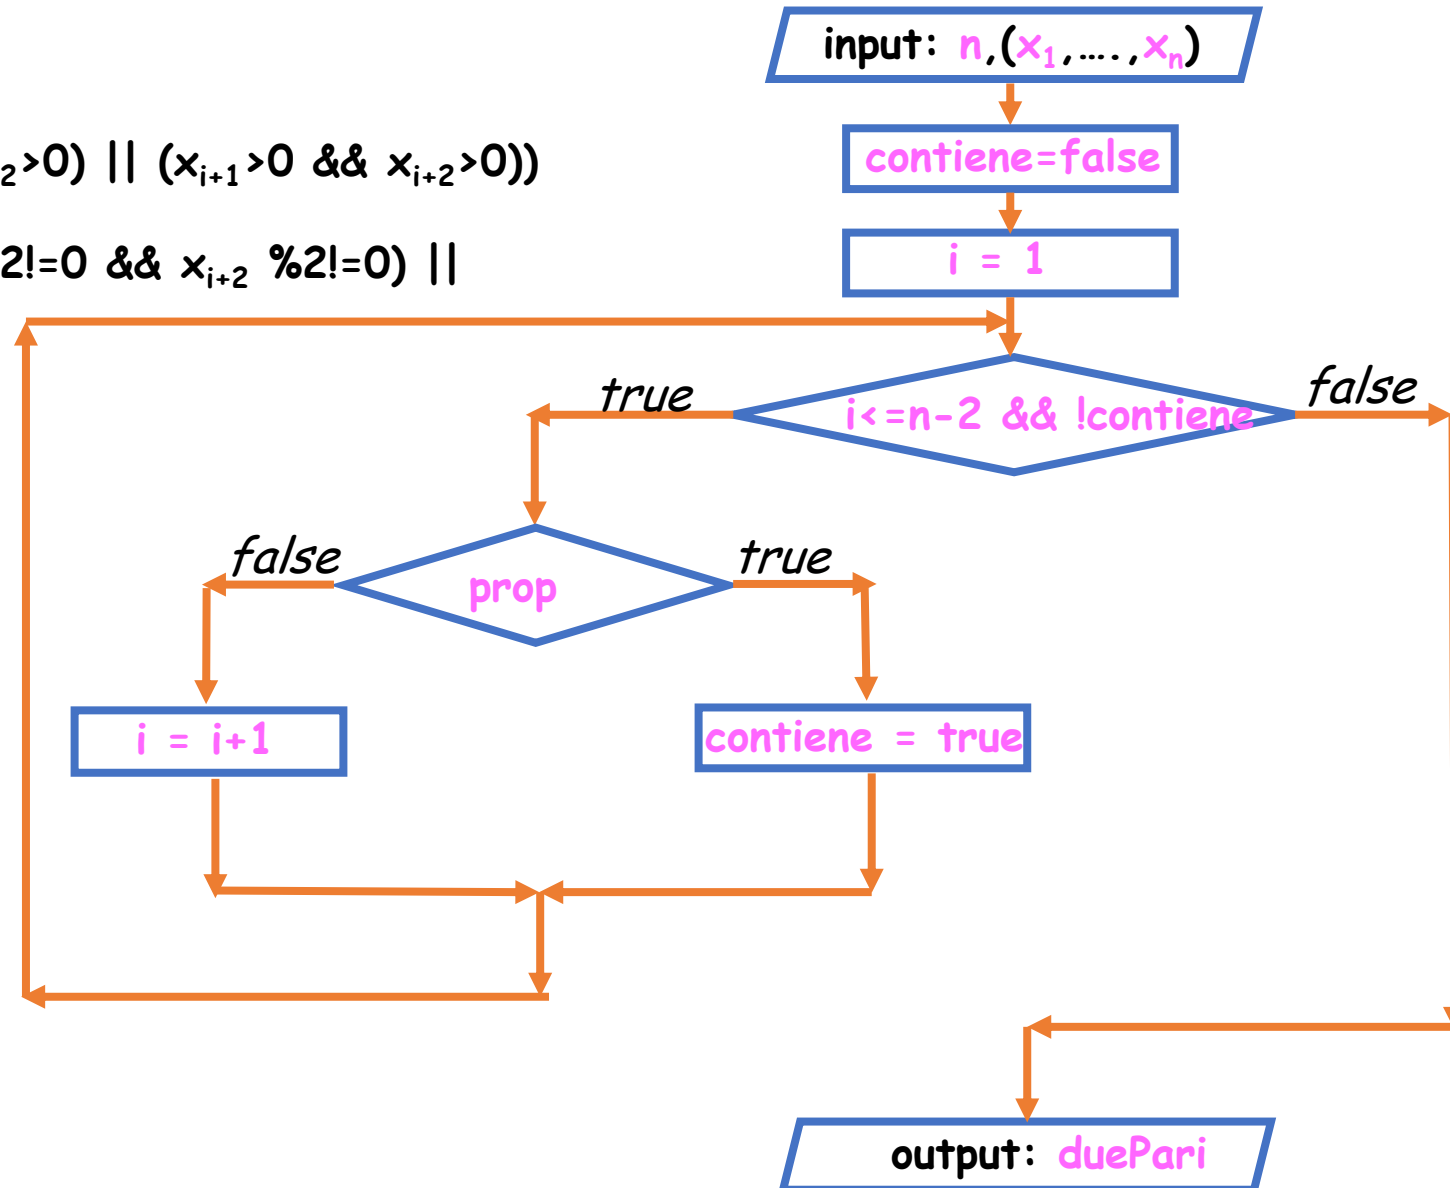 input: n,(x₁,….,xₙ)
contiene=false
₂>0) || (xᵢ₊₁>0 && xᵢ₊₂>0))
i = 1
2!=0 && xᵢ₊₂ %2!=0) ||
true
i<=n-2 && !contiene
false
false
prop
true
i = i+1
contiene = true
output: duePari